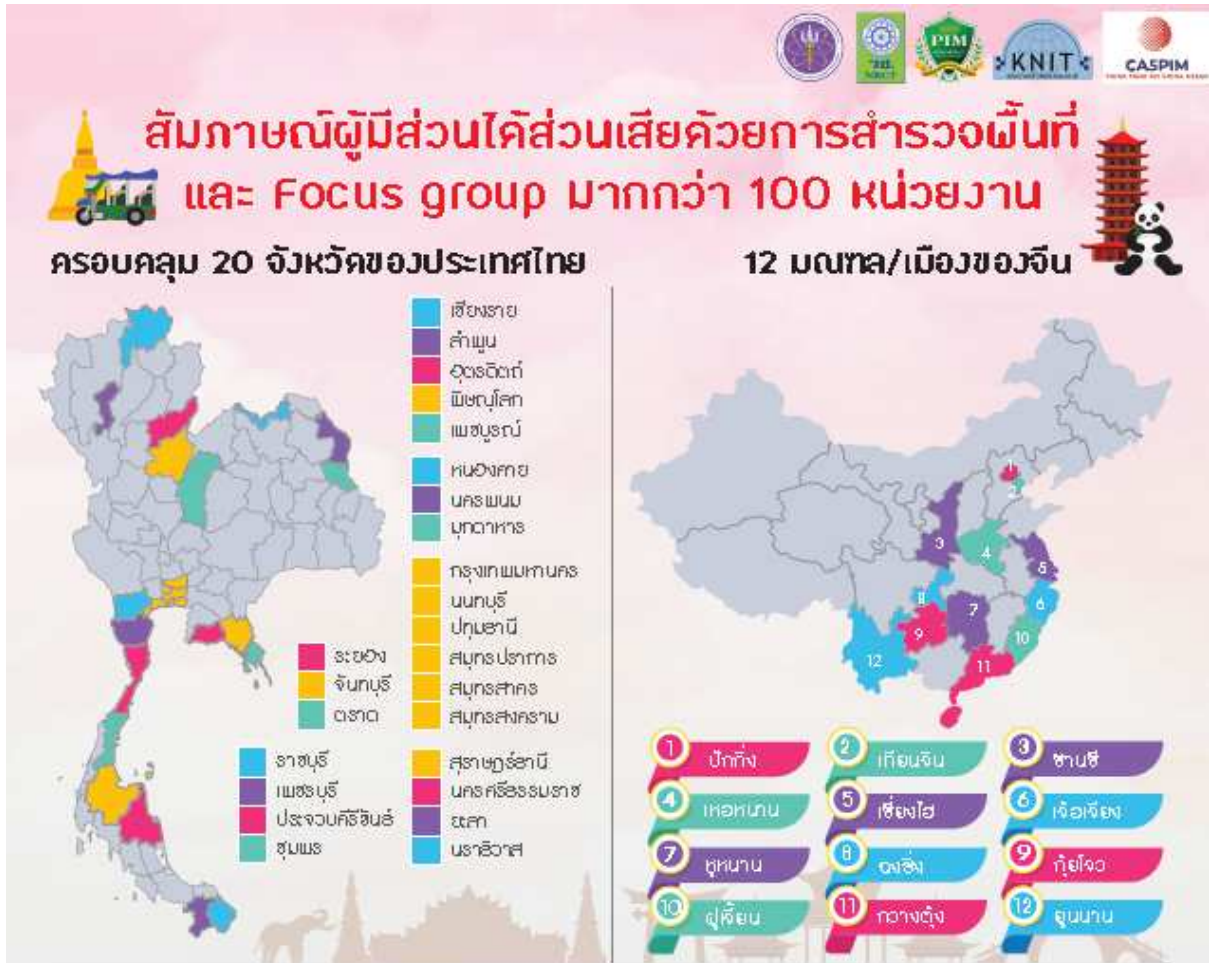 PIM
KNIT
CASPIM
สัมภาษณ์ผู้มีส่วนได้ส่วนเสียด้วยการสำรวจพื้นที่
และ Focus group มากกว่า 100 หน่วยงาน
ครอบคลุม 20 จังหวัดของประเทศไทย
เชียงราย
ลำพูน
อุตรดิตถ์
พิษณุโลก
เพชบูรณ์
หนองคาย
นครพนม
มุกดาหาร
กรุงเทพมหานคร
นนทบุรี
ปทุมธานี
สมุทรปราการ
สมุทรสาคร
สมุทรสงคราม
ระยอง
จันทบุรี
ตราด
ราชบุรี
เพชรบุรี
ประจวบคีรีขันธ์
ชุมพร
สุราษฎร์ธานี
นครศรีธรรมราช
ยะลา
นราธิวาส
12 มณฑล/เมืองของจีน
1
2
3
4
5
6
7
8
9
10
11
12
1 ปักกิ่ง
2 เทียนจิน
3 ซานซี
4 เหอหนาน
5 เซี่ยงไฮ
6 เจ้อเจียง
7 หูหนาน
8 ฉงชิ่ง
9 กุ้ยโจว
10 ฝูเจี้ยน
11 กวางตุ้ง
12 ยูนนาน